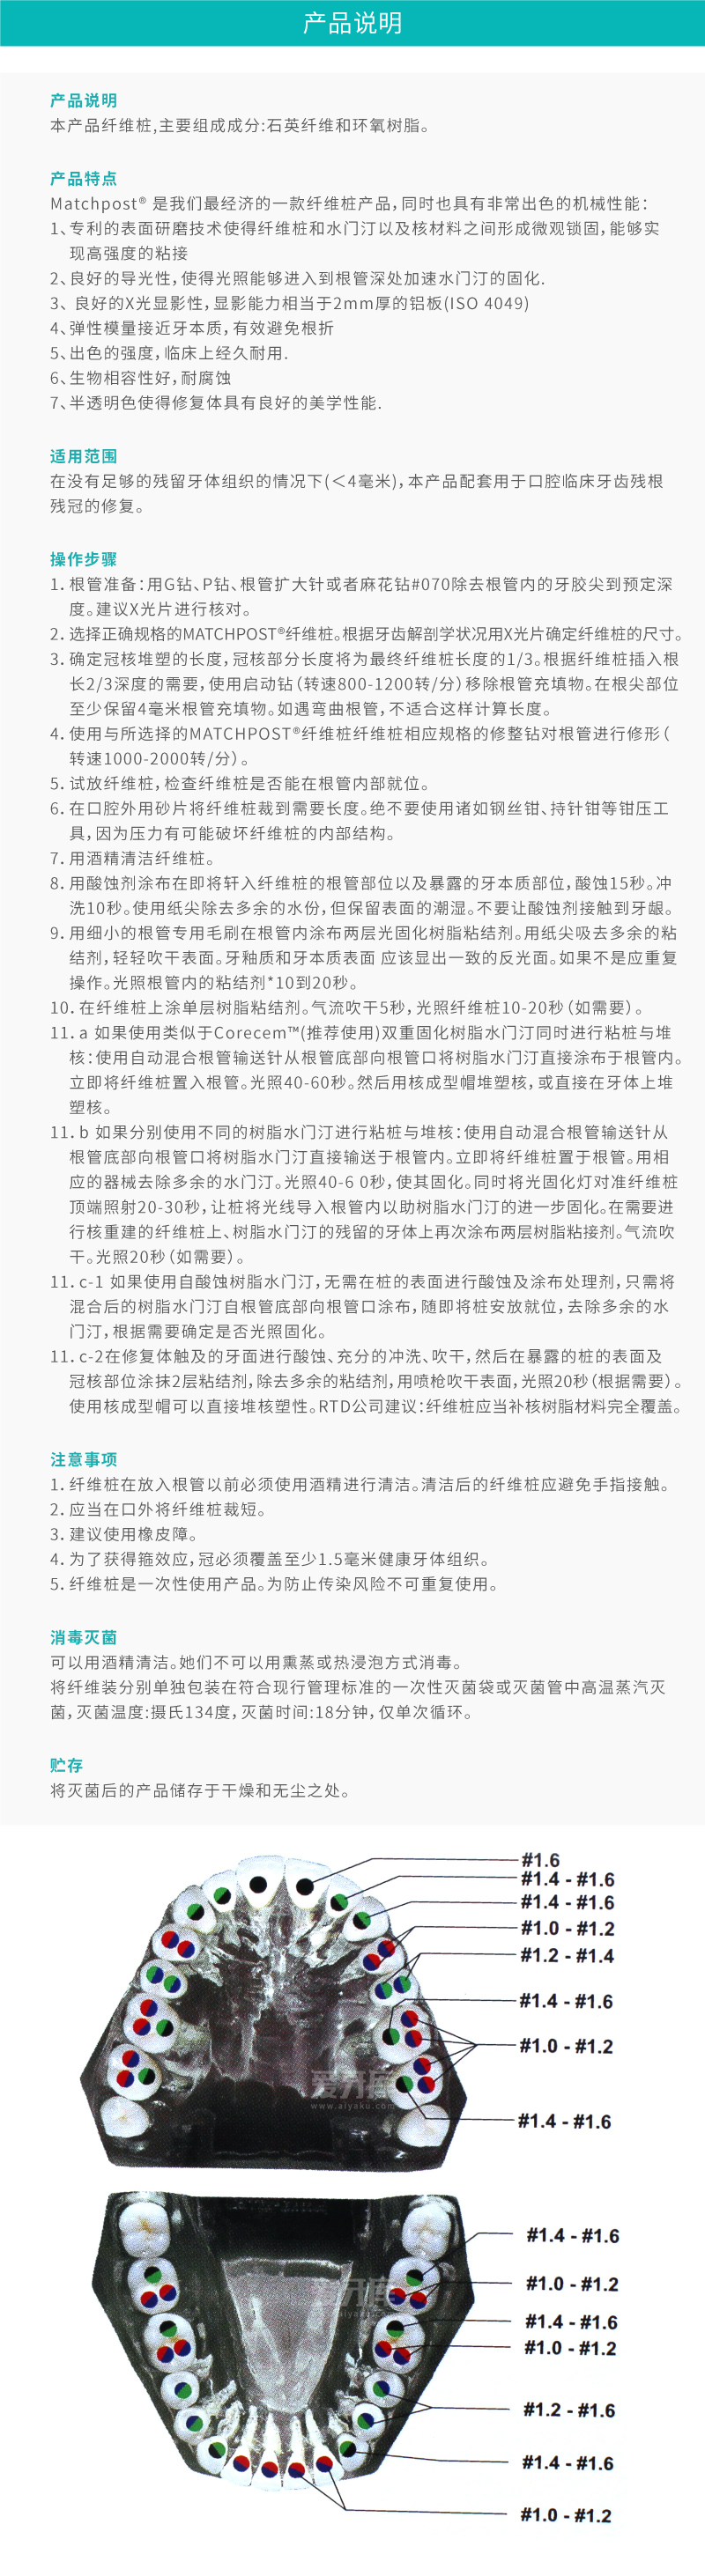 产品说明
产品说明
本产品纤维桩,主要组成成分:石英纤维和环氧树脂。
产品特点
Matchpost® 是我们最经济的一款纤维桩产品,同时也具有非常出色的机械性能：
1、专利的表面研磨技术使得纤维桩和水门汀以及核材料之间形成微观锁固,能够实
现高强度的粘接
2、良好的导光性,使得光照能够进入到根管深处加速水门汀的固化.
3、 良好的X光显影性,显影能力相当于2mm厚的铝板(ISO 4049)
4、弹性模量接近牙本质,有效避免根折
5、出色的强度,临床上经久耐用.
6、生物相容性好,耐腐蚀
7、半透明色使得修复体具有良好的美学性能.
适用范围
在没有足够的残留牙体组织的情况下(＜4毫米),本产品配套用于口腔临床牙齿残根
残冠的修复。
操作步骤
1. 根管准备：用G钻、P钻、根管扩大针或者麻花钻#070除去根管内的牙胶尖到预定深
度。建议X光片进行核对。
2. 选择正确规格的MATCHPOST®纤维桩。根据牙齿解剖学状况用X光片确定纤维桩的尺寸。
3. 确定冠核堆塑的长度,冠核部分长度将为最终纤维桩长度的1/3。根据纤维桩插入根
长2/3深度的需要,使用启动钻（转速800-1200转/分）移除根管充填物。在根尖部位
至少保留4毫米根管充填物。如遇弯曲根管,不适合这样计算长度。
4. 使用与所选择的MATCHPOST®纤维桩纤维桩相应规格的修整钻对根管进行修形（
转速1000-2000转/分）。
5. 试放纤维桩,检查纤维桩是否能在根管内部就位。
6. 在口腔外用砂片将纤维桩裁到需要长度。绝不要使用诸如钢丝钳、持针钳等钳压工
具,因为压力有可能破坏纤维桩的内部结构。
7. 用酒精清洁纤维桩。
8. 用酸蚀剂涂布在即将轩入纤维桩的根管部位以及暴露的牙本质部位,酸蚀15秒。冲
洗10秒。使用纸尖除去多余的水份,但保留表面的潮湿。不要让酸蚀剂接触到牙龈。
9. 用细小的根管专用毛刷在根管内涂布两层光固化树脂粘结剂。用纸尖吸去多余的粘
结剂,轻轻吹干表面。牙釉质和牙本质表面 应该显出一致的反光面。如果不是应重复
操作。光照根管内的粘结剂*10到20秒。
10. 在纤维桩上涂单层树脂粘结剂。气流吹干5秒,光照纤维桩10-20秒（如需要）。
11. a 如果使用类似于Corecem™(推荐使用)双重固化树脂水门汀同时进行粘桩与堆
核：使用自动混合根管输送针从根管底部向根管口将树脂水门汀直接涂布于根管内。
立即将纤维桩置入根管。光照40-60秒。然后用核成型帽堆塑核,或直接在牙体上堆
塑核。
11. b 如果分别使用不同的树脂水门汀进行粘桩与堆核：使用自动混合根管输送针从
根管底部向根管口将树脂水门汀直接输送于根管内。立即将纤维桩置于根管。用相
应的器械去除多余的水门汀。光照40-6 0秒,使其固化。同时将光固化灯对准纤维桩
顶端照射20-30秒,让桩将光线导入根管内以助树脂水门汀的进一步固化。在需要进
行核重建的纤维桩上、树脂水门汀的残留的牙体上再次涂布两层树脂粘接剂。气流吹
干。光照20秒（如需要）。
11. c-1 如果使用自酸蚀树脂水门汀,无需在桩的表面进行酸蚀及涂布处理剂,只需将
混合后的树脂水门汀自根管底部向根管口涂布,随即将桩安放就位,去除多余的水
门汀,根据需要确定是否光照固化。
11. c-2在修复体触及的牙面进行酸蚀、充分的冲洗、吹干,然后在暴露的桩的表面及
冠核部位涂抹2层粘结剂,除去多余的粘结剂,用喷枪吹干表面,光照20秒（根据需要）。
使用核成型帽可以直接堆核塑性。RTD公司建议：纤维桩应当补核树脂材料完全覆盖。
注意事项
1. 纤维桩在放入根管以前必须使用酒精进行清洁。清洁后的纤维桩应避免手指接触。
2. 应当在口外将纤维桩裁短。
3. 建议使用橡皮障。
4. 为了获得箍效应,冠必须覆盖至少1.5毫米健康牙体组织。
5. 纤维桩是一次性使用产品。为防止传染风险不可重复使用。
消毒灭菌
可以用酒精清洁。她们不可以用熏蒸或热浸泡方式消毒。
将纤维装分别单独包装在符合现行管理标准的一次性灭菌袋或灭菌管中高温蒸汽灭
菌,灭菌温度:摄氏134度,灭菌时间:18分钟,仅单次循环。
贮存
将灭菌后的产品储存于干燥和无尘之处。
#1.6
#1.4 - #1.6
#1.4 - #1.6
#1.0 - #1.2
#1.2 - #1.4
#1.4 - #1.6
#1.0 - #1.2
爱牙库
www.aiyaku.com
#1.4 - #1.6
#1.4 - #1.6
#1.0 - #1.2
#1.4 - #1.6
#1.0 - #1.2
#1.2 - #1.6
#1.4 - #1.6
#1.0 - #1.2